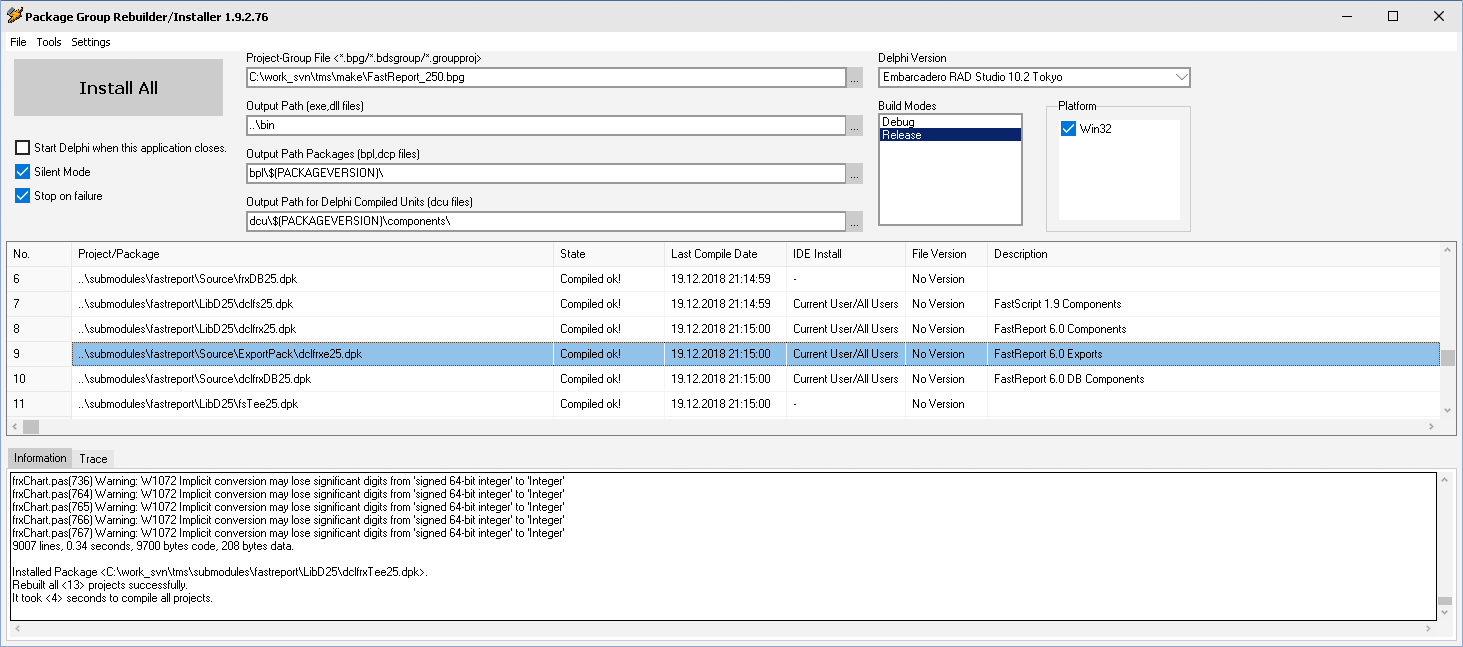 Package Group Rebuilder/Installer 1.9.2.76
File Tools Settings
Install All
Start Delphi when this application closes.
Silent Mode
Stop on failure
Project-Group File <*.bpg/*.bdsgroup/*.groupproj>
C:\work_svn\tms\make\FastReport_250.bpg
...
Output Path (exe,dll files)
..\bin
...
Output Path Packages (bpl,dcp files)
bpl\$(PACKAGEVERSION)\
...
Output Path for Delphi Compiled Units (dcu files)
dcu\$(PACKAGEVERSION)\components\
...
Delphi Version
Embarcadero RAD Studio 10.2 Tokyo
Build Modes
Debug
Release
Platform
Win32
No. Project/Package State Last Compile Date IDE Install File Version Description
6 ..\submodules\fastreport\Source\frxDB25.dpk Compiled ok! 19.12.2018 21:14:59 - No Version
7 ..\submodules\fastreport\LibD25\dclfs25.dpk Compiled ok! 19.12.2018 21:14:59 Current User/All Users No Version FastScript 1.9 Components
8 ..\submodules\fastreport\LibD25\dclfrx25.dpk Compiled ok! 19.12.2018 21:15:00 Current User/All Users No Version FastReport 6.0 Components
9 ..\submodules\fastreport\Source\ExportPack\dclfrxe25.dpk Compiled ok! 19.12.2018 21:15:00 Current User/All Users No Version FastReport 6.0 Exports
10 ..\submodules\fastreport\Source\dclfrxDB25.dpk Compiled ok! 19.12.2018 21:15:00 Current User/All Users No Version FastReport 6.0 DB Components
11 ..\submodules\fastreport\LibD25\fsTee25.dpk Compiled ok! 19.12.2018 21:15:00 - No Version
Information Trace
frxChart.pas(736) Warning: W1072 Implicit conversion may lose significant digits from 'signed 64-bit integer' to 'Integer'
frxChart.pas(764) Warning: W1072 Implicit conversion may lose significant digits from 'signed 64-bit integer' to 'Integer'
frxChart.pas(765) Warning: W1072 Implicit conversion may lose significant digits from 'signed 64-bit integer' to 'Integer'
frxChart.pas(766) Warning: W1072 Implicit conversion may lose significant digits from 'signed 64-bit integer' to 'Integer'
frxChart.pas(767) Warning: W1072 Implicit conversion may lose significant digits from 'signed 64-bit integer' to 'Integer'
9007 lines, 0.34 seconds, 9700 bytes code, 208 bytes data.
Installed Package <C:\work_svn\tms\submodules\fastreport\LibD25\dclfrxTee25.dpk>.
Rebuilt all <13> projects successfully.
It took <4> seconds to compile all projects.